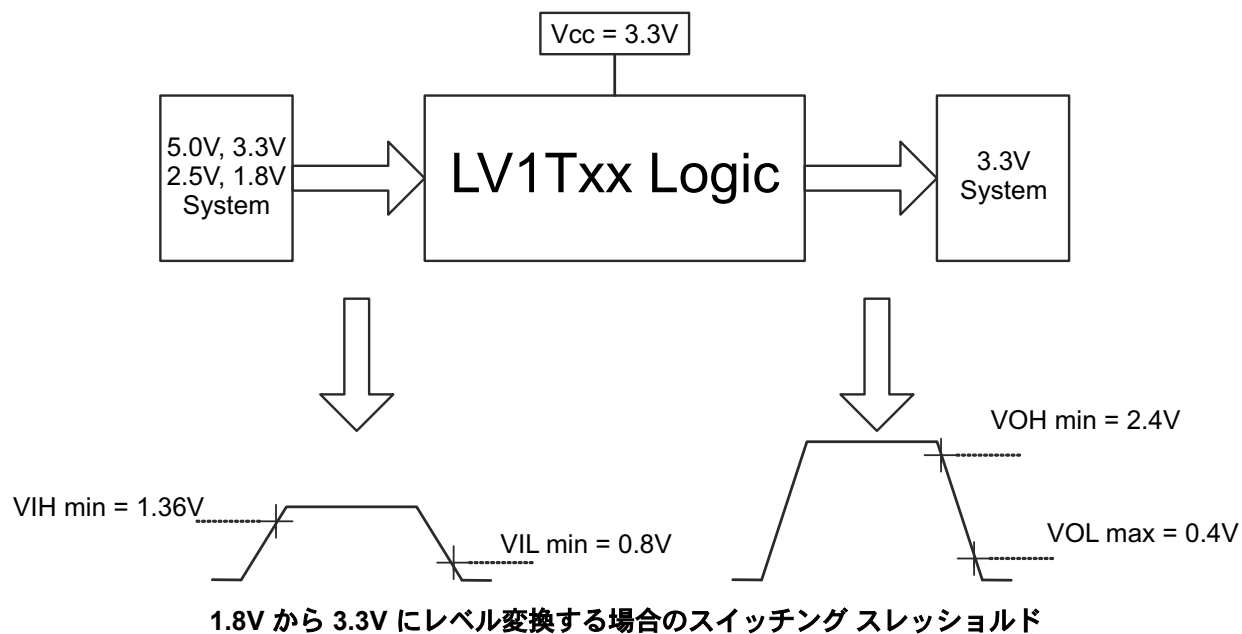 Vcc = 3.3V
5.0V, 3.3V
2.5V, 1.8V
System
LV1Txx Logic
3.3V
System
VOH min = 2.4V
VIH min = 1.36V
VIL min = 0.8V
VOL max = 0.4V
1.8V から 3.3V にレベル変換する場合のスイッチング スレッショルド